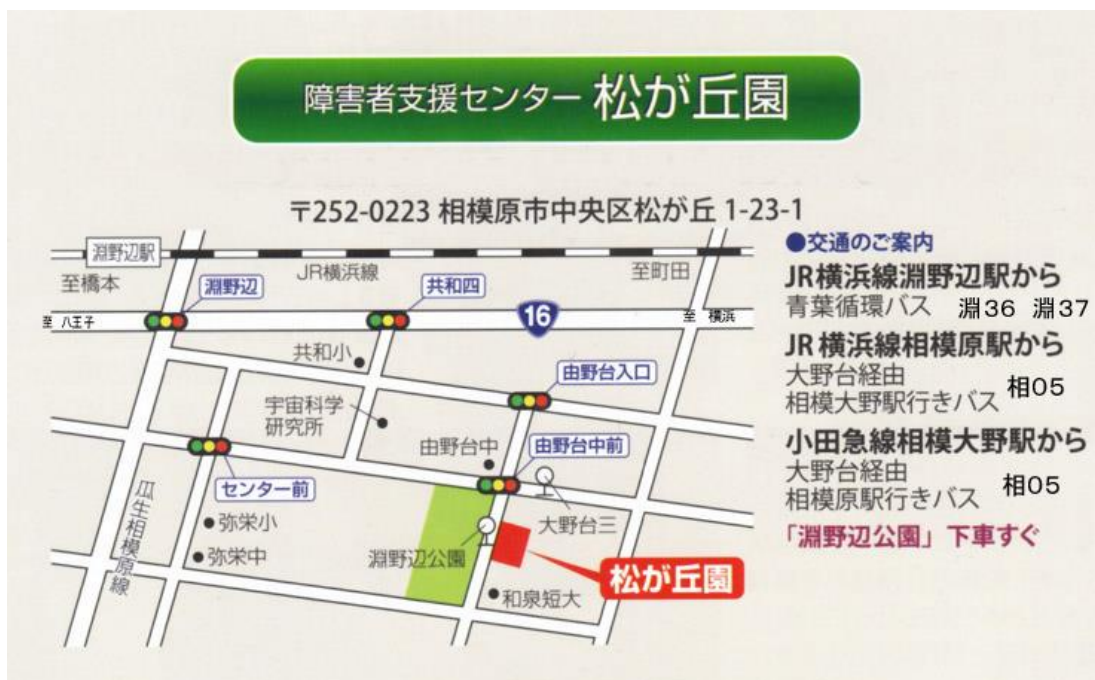 障害者支援センター 松が丘園
〒252-0223 相模原市中央区松が丘 1-23-1
淵野辺駅
至橋本
JR横浜線
至町田
淵野辺
共和四
16
至 八王子
至 横浜
共和小
由野台入口
宇宙科学
研究所
由野台中
由野台中前
センター前
大野台三
弥栄小
弥栄中
瓜生相模原線
淵野辺公園
松が丘園
和泉短大
●交通のご案内
JR横浜線淵野辺駅から
青葉循環バス 淵36 淵37
JR横浜線相模原駅から
大野台経由
相模大野駅行きバス 相05
小田急線相模大野駅から
大野台経由
相模原駅行きバス 相05
「淵野辺公園」下車すぐ